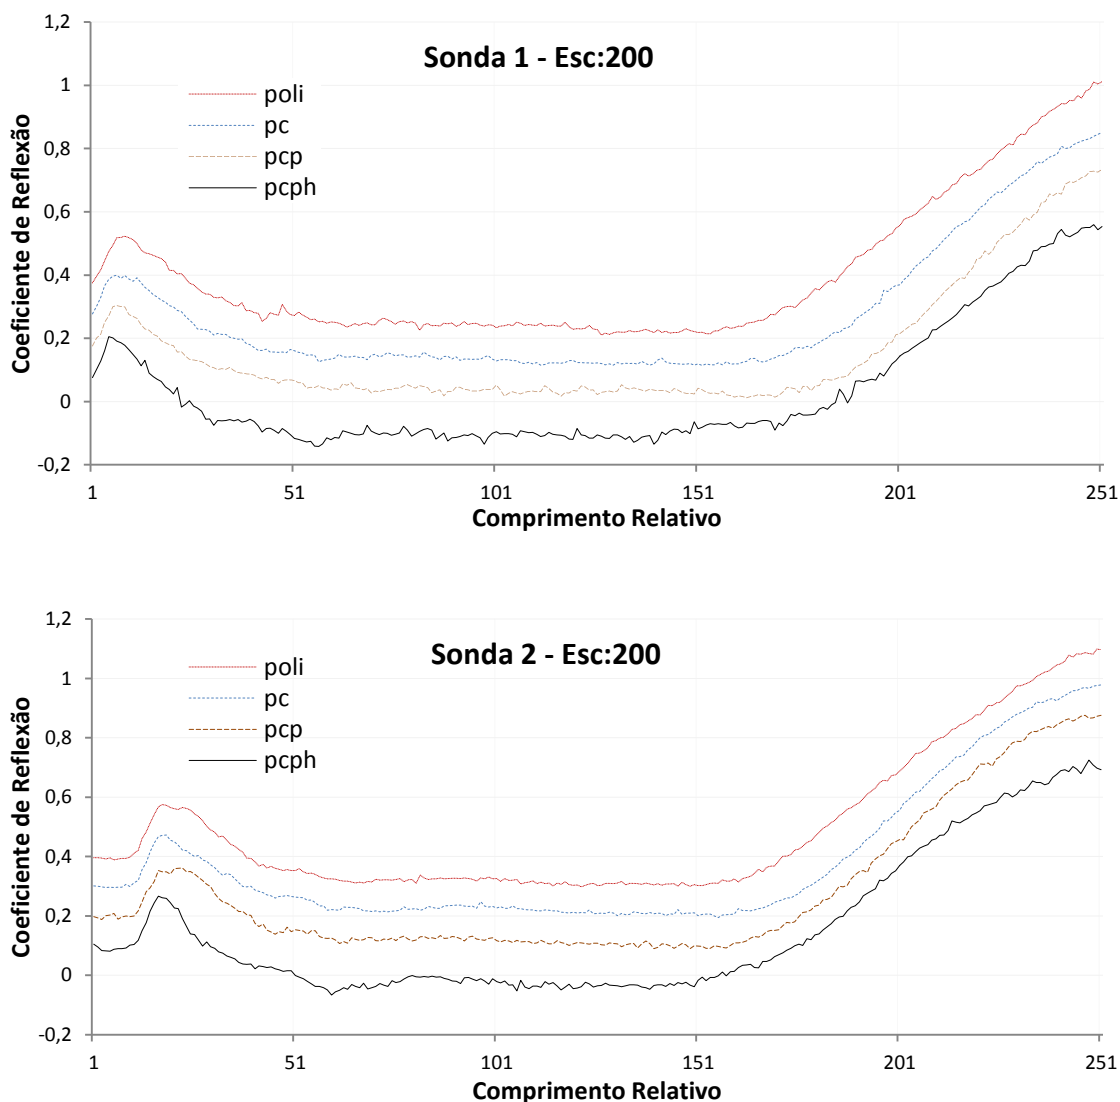 Sonda 1 - Esc:200
Coeficiente de Reflexão
1,2
1
0,8
0,6
0,4
0,2
0
-0,2
poli
pc
pcp
pcph
1 51 101 151 201 251
Comprimento Relativo
Sonda 2 - Esc:200
Coeficiente de Reflexão
1,2
1
0,8
0,6
0,4
0,2
0
-0,2
poli
pc
pcp
pcph
1 51 101 151 201 251
Comprimento Relativo